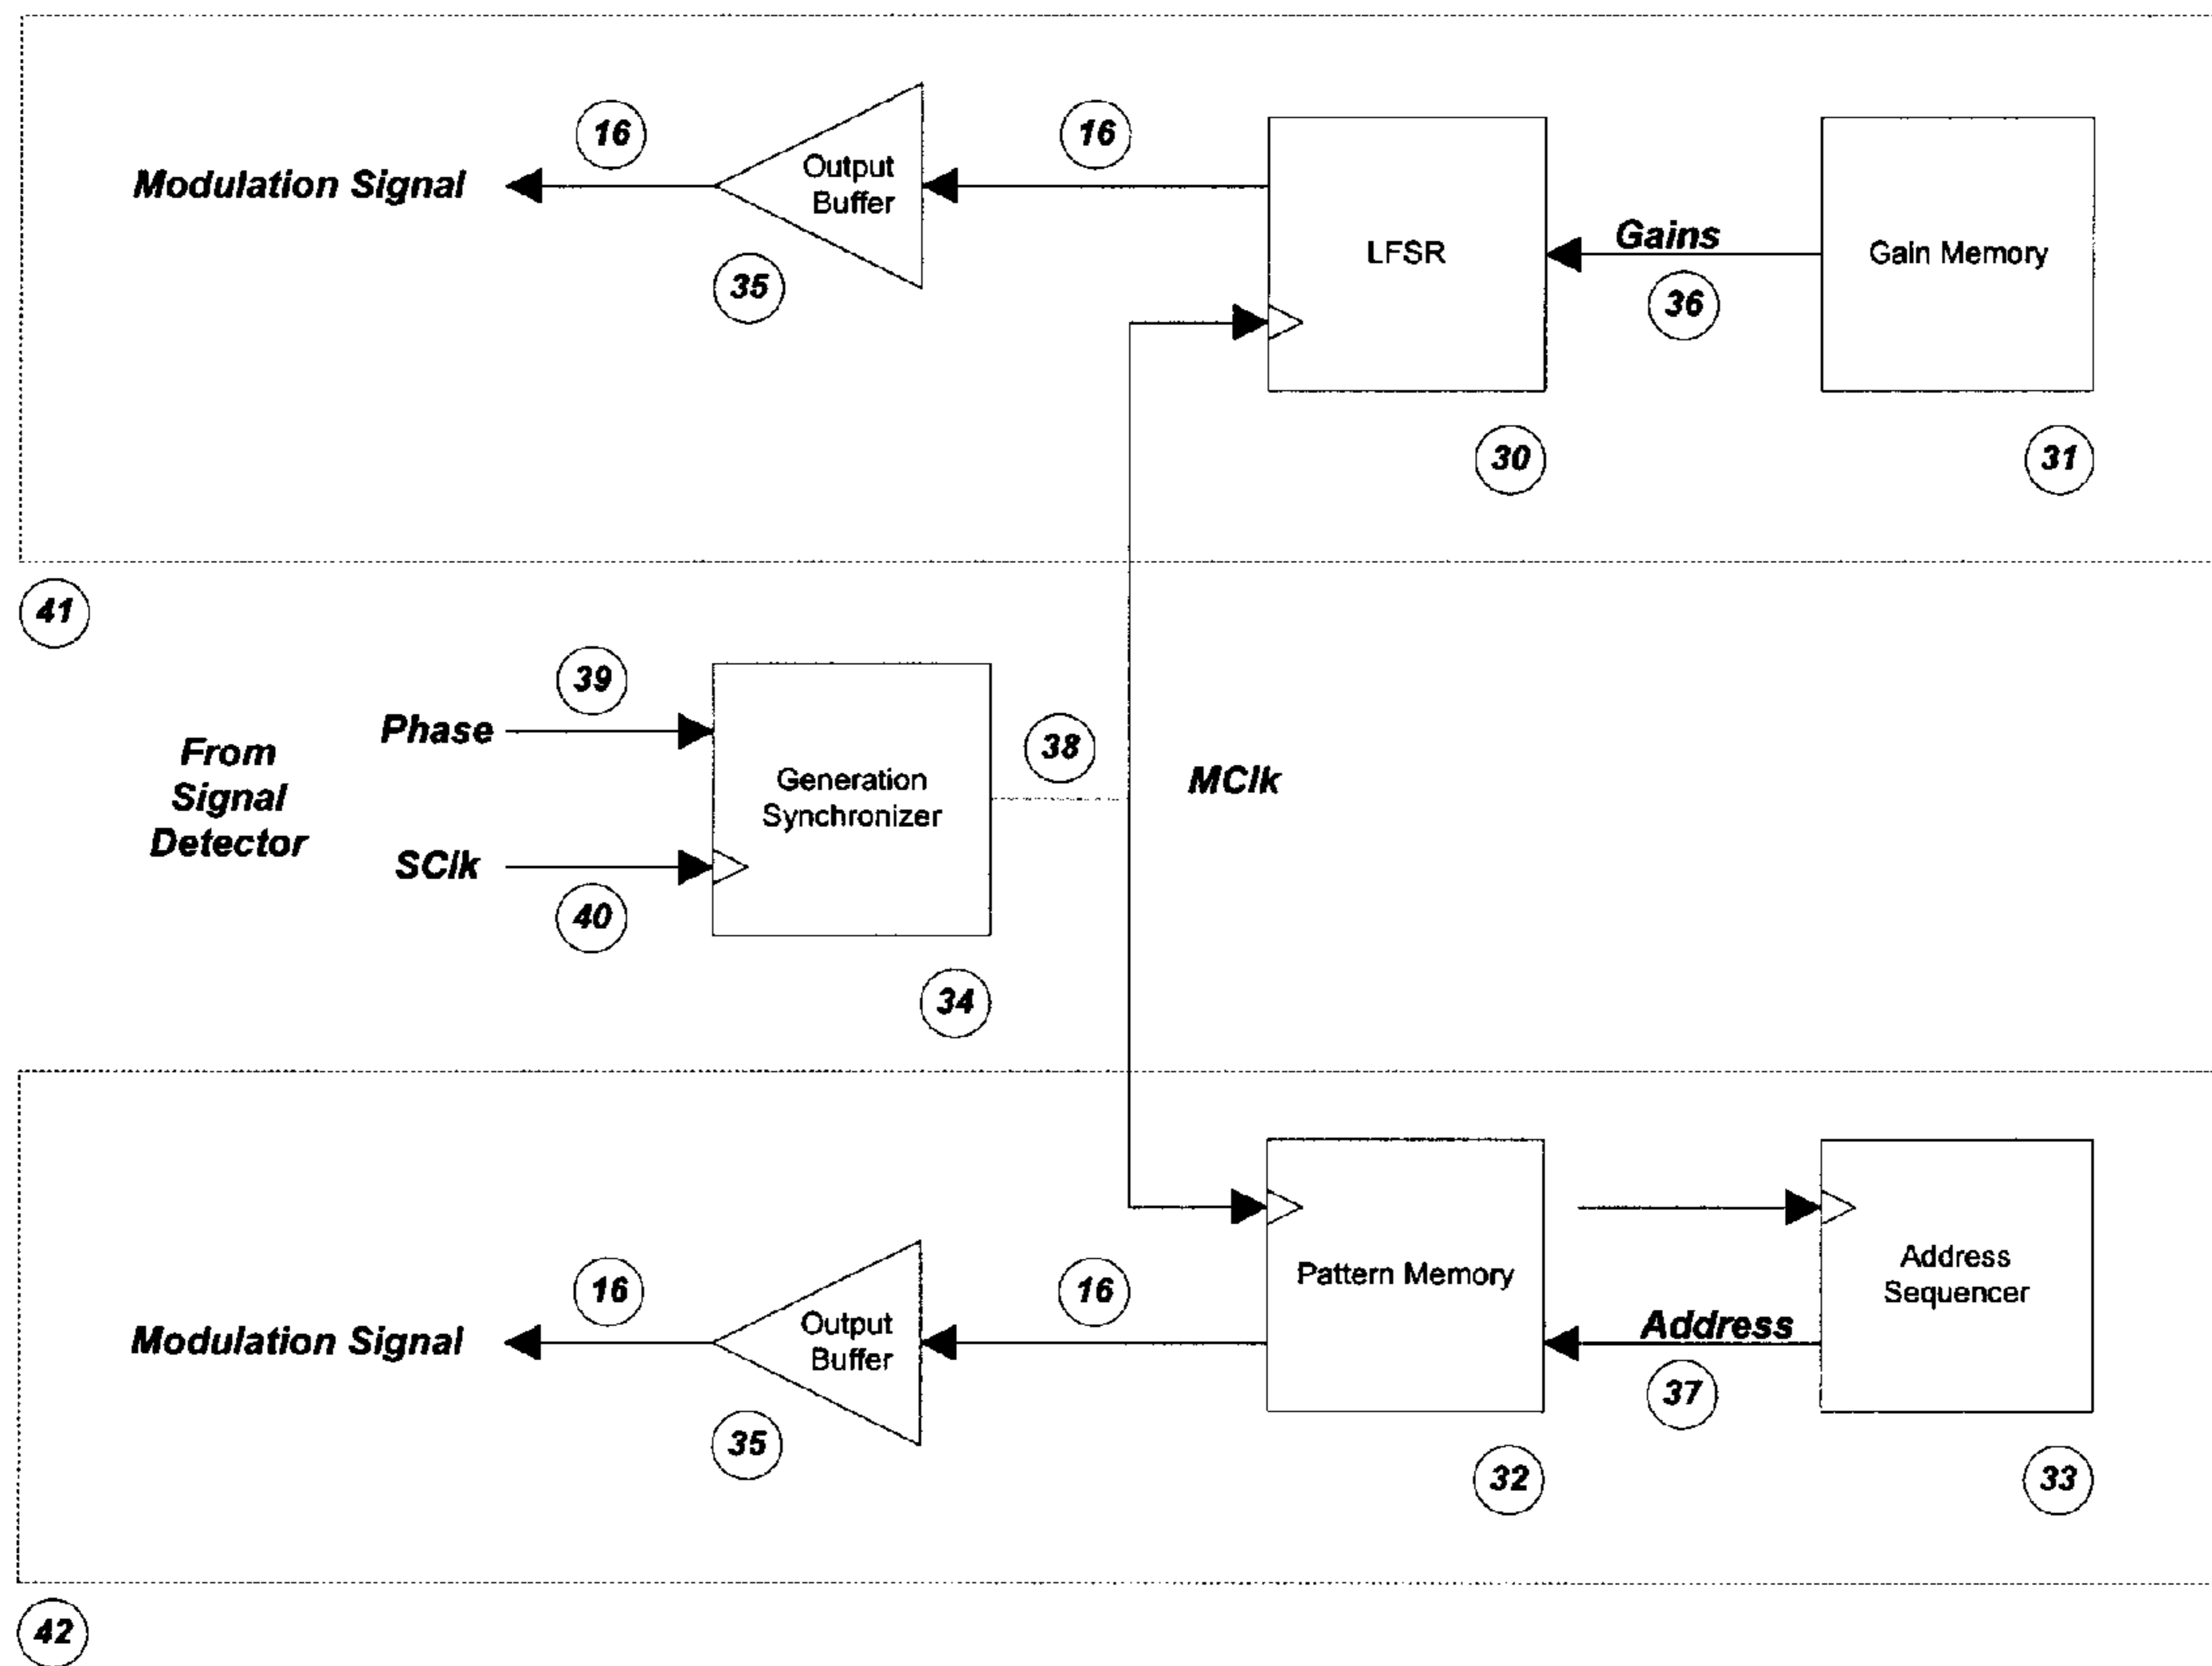 16
16
Modulation Signal
Output
Buffer
LFSR
Gains
Gain Memory
35
36
30
31
41
39
Phase
38
From
Signal
Detector
Generation
Synchronizer
MClk
SClk
40
34
16
16
Pattern Memory
Address
Sequencer
Modulation Signal
Output
Buffer
Address
37
35
32
33
42